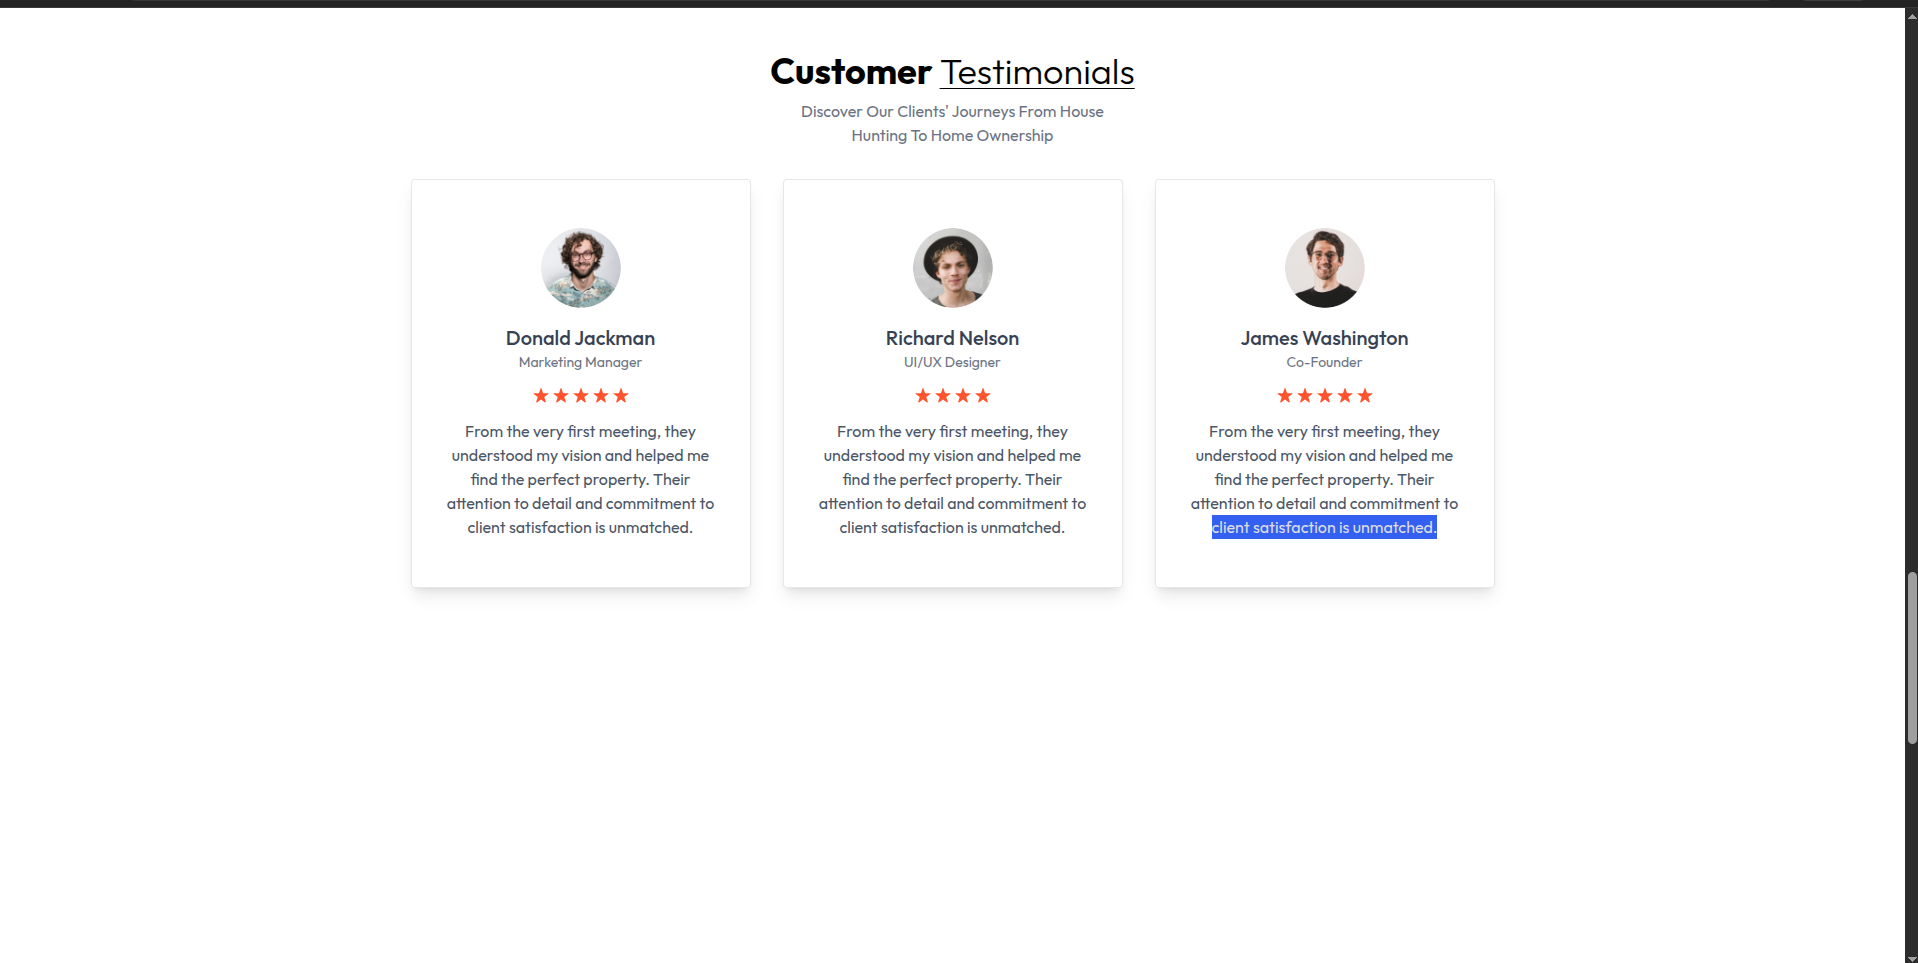 Customer Testimonials
Discover Our Clients' Journeys From House
Hunting To Home Ownership
Donald Jackman
Marketing Manager
From the very first meeting, they
understood my vision and helped me
find the perfect property. Their
attention to detail and commitment to
client satisfaction is unmatched.
Richard Nelson
UI/UX Designer
From the very first meeting, they
understood my vision and helped me
find the perfect property. Their
attention to detail and commitment to
client satisfaction is unmatched.
James Washington
Co-Founder
From the very first meeting, they
understood my vision and helped me
find the perfect property. Their
attention to detail and commitment to
client satisfaction is unmatched.